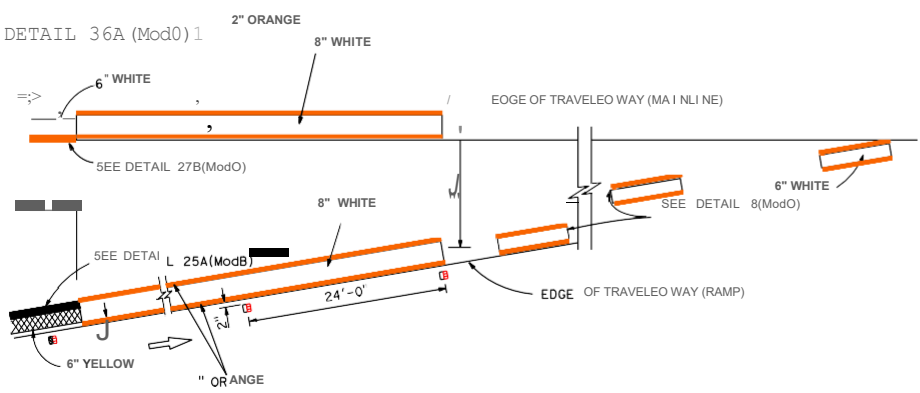 DETAIL 36A(Mod0)1
2" ORANGE
8" WHITE
6" WHITE
=;>
EOGE OF TRAVELEO WAY (MA I NLI NE)
5EE DETAIL 27B(ModO)
6" WHITE
SEE DETAIL 8(ModO)
8" WHITE
5EE DETAI L 25A(ModB)
24'-0"
EDGE OF TRAVELEO WAY (RAMP)
2"
J
6" YELLOW
" OR ANGE